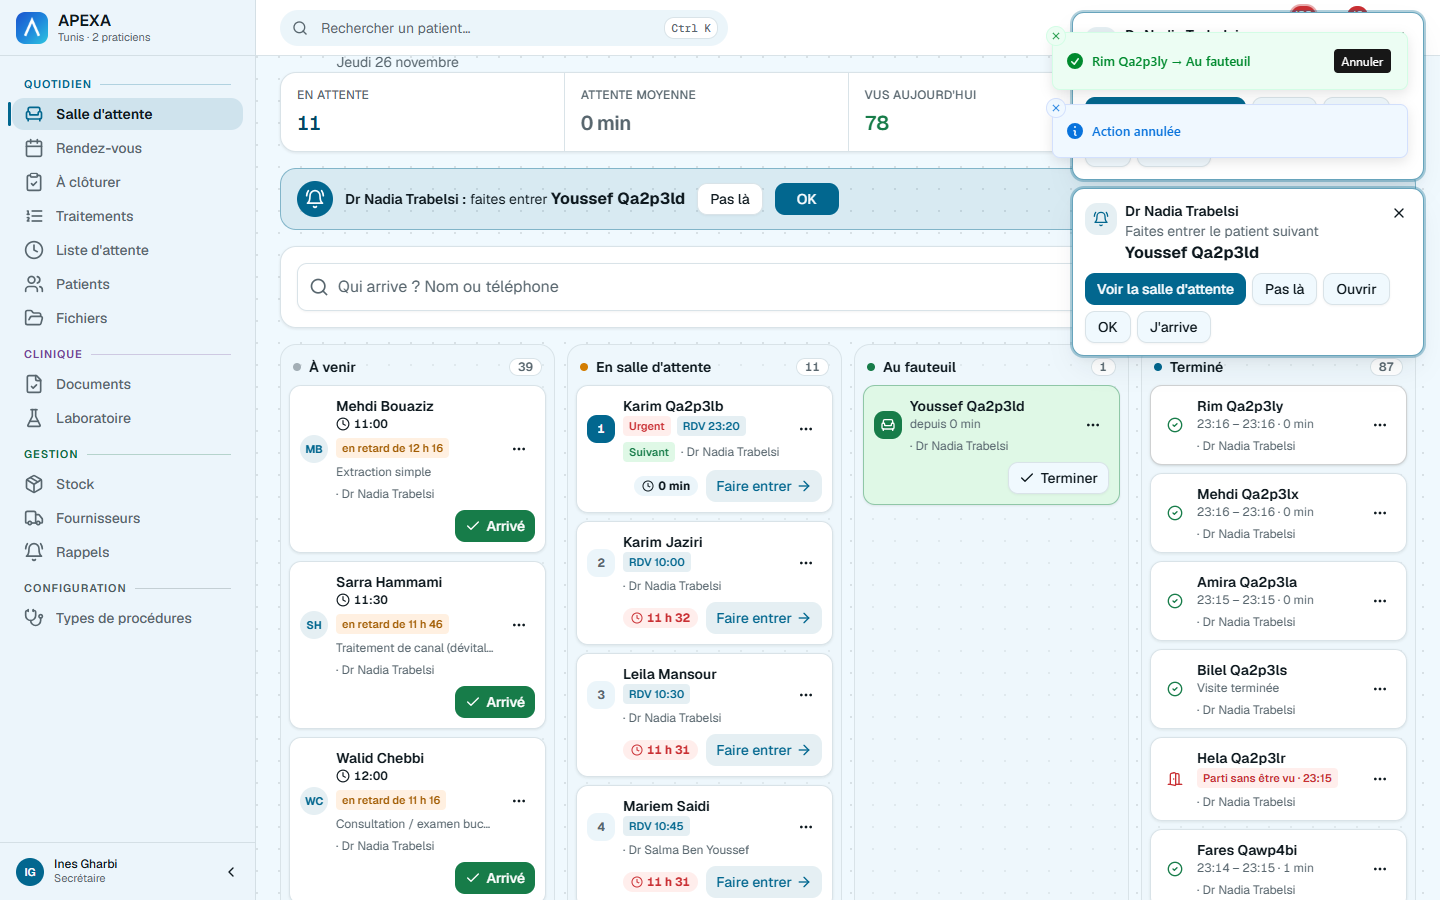 APEXA
Tunis · 2 praticiens
QUOTIDIEN
Salle d'attente
Rendez-vous
À clôturer
Traitements
Liste d'attente
Patients
Fichiers
CLINIQUE
Documents
Laboratoire
GESTION
Stock
Fournisseurs
Rappels
CONFIGURATION
Types de procédures
IG
Ines Gharbi
Secrétaire
Rechercher un patient…
Ctrl K
Jeudi 26 novembre
EN ATTENTE
11
ATTENTE MOYENNE
0 min
VUS AUJOURD'HUI
78
Dr Nadia Trabelsi : faites entrer Youssef Qa2p3ld
Pas là
OK
Qui arrive ? Nom ou téléphone
Rim Qa2p3ly → Au fauteuil
Annuler
Action annulée
Dr Nadia Trabelsi
Faites entrer le patient suivant
Youssef Qa2p3ld
Voir la salle d'attente
Pas là
Ouvrir
OK
J'arrive
À venir
39
Mehdi Bouaziz
11:00
MB
en retard de 12 h 16
Extraction simple
· Dr Nadia Trabelsi
Arrivé
Sarra Hammami
11:30
SH
en retard de 11 h 46
Traitement de canal (dévital…
· Dr Nadia Trabelsi
Arrivé
Walid Chebbi
12:00
WC
en retard de 11 h 16
Consultation / examen buc…
· Dr Nadia Trabelsi
Arrivé
En salle d'attente
11
1
Karim Qa2p3lb
Urgent
RDV 23:20
Suivant
· Dr Nadia Trabelsi
0 min
Faire entrer
2
Karim Jaziri
RDV 10:00
· Dr Nadia Trabelsi
11 h 32
Faire entrer
3
Leila Mansour
RDV 10:30
· Dr Nadia Trabelsi
11 h 31
Faire entrer
4
Mariem Saidi
RDV 10:45
· Dr Salma Ben Youssef
11 h 31
Faire entrer
Au fauteuil
1
Youssef Qa2p3ld
depuis 0 min
· Dr Nadia Trabelsi
Terminer
Terminé
87
Rim Qa2p3ly
23:16 – 23:16 · 0 min
· Dr Nadia Trabelsi
Mehdi Qa2p3lx
23:16 – 23:16 · 0 min
· Dr Nadia Trabelsi
Amira Qa2p3la
23:15 – 23:15 · 0 min
· Dr Nadia Trabelsi
Bilel Qa2p3ls
Visite terminée
· Dr Nadia Trabelsi
Hela Qa2p3lr
Parti sans être vu · 23:15
· Dr Nadia Trabelsi
Fares Qawp4bi
23:14 – 23:15 · 1 min
· Dr Nadia Trabelsi